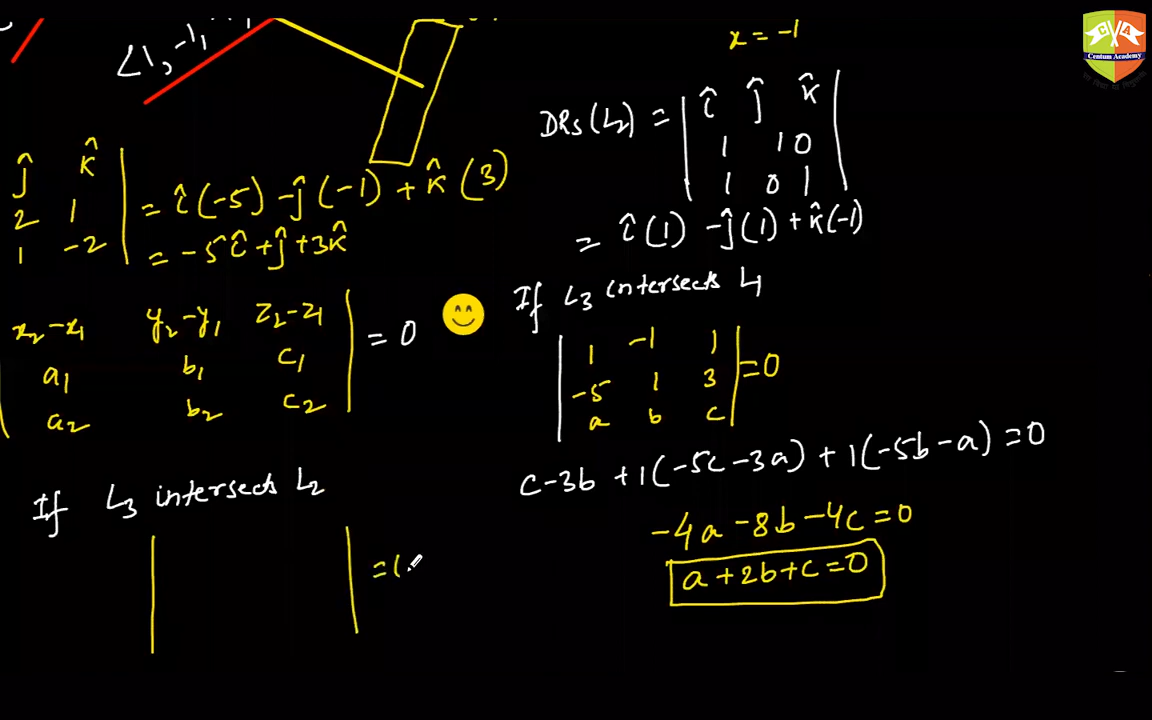 <1, -1,
ĵ k̂
2 1 = î(-5) - ĵ(-1) + k̂(3)
1 -2 = -5î + ĵ + 3k̂
x₂-x₁ y₂-y₁ z₂-z₁
a₁ b₁ c₁ = 0
a₂ b₂ c₂
If L₃ intersects L₂
| | = (
x = -1
DRs(L₂) = | î ĵ k̂
1 1 0
1 0 1 |
= î(1) - ĵ(1) + k̂(-1)
If L₃ intersects L₁
| 1 -1 1
-5 1 3 | = 0
a b c
c-3b + 1(-5c-3a) + 1(-5b-a) = 0
-4a - 8b - 4c = 0
a + 2b + c = 0
C A
Centum Academy